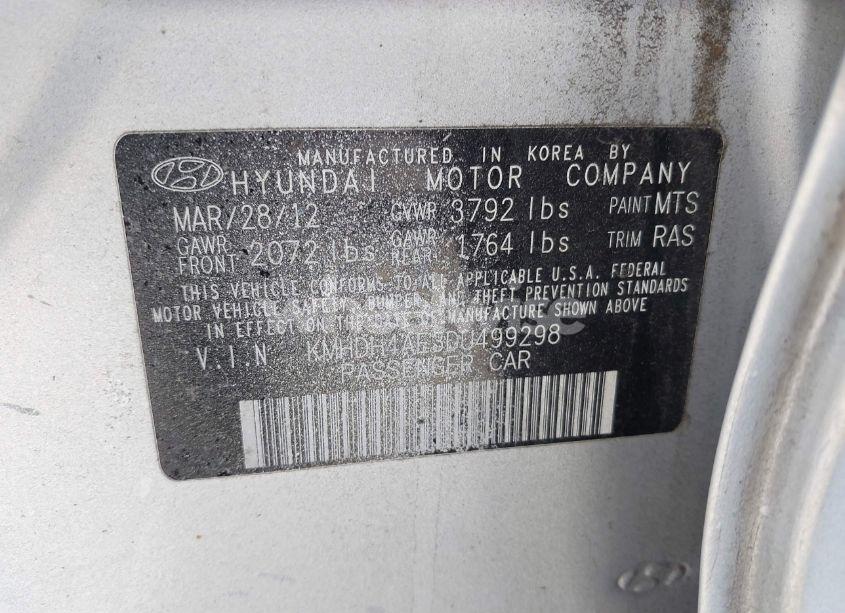 MANUFACTURED IN KOREA BY
HYUNDAI MOTOR COMPANY
MAR/28/12 GVWR 3792 lbs PAINT MTS
GAWR FRONT 2072 lbs GAWR REAR 1764 lbs TRIM RAS
THIS VEHICLE CONFORMS TO ALL APPLICABLE U.S.A. FEDERAL
MOTOR VEHICLE SAFETY, BUMPER, AND THEFT PREVENTION STANDARDS
IN EFFECT ON THE DATE OF MANUFACTURE SHOWN ABOVE
V.I.N KMHDH4AE3DU499298
PASSENGER CAR